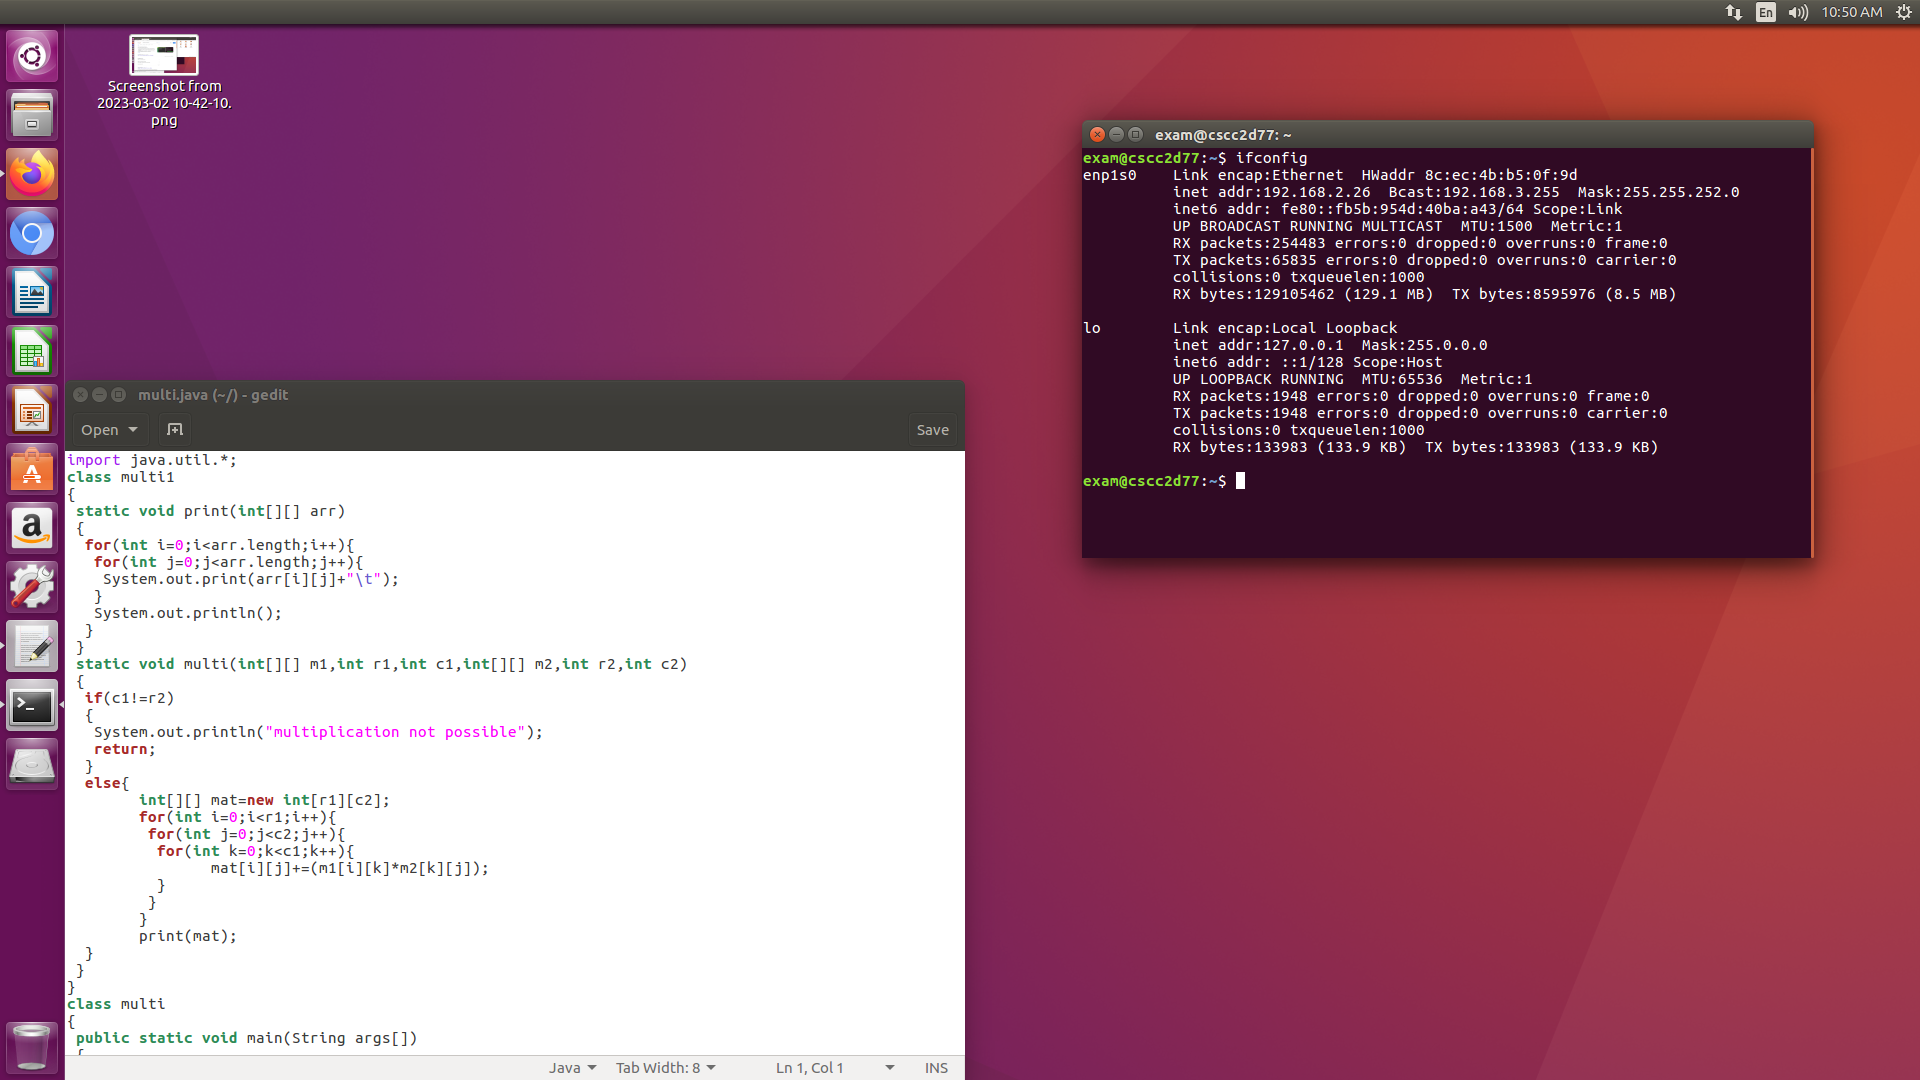 En
10:50 AM
Screenshot from
2023-03-02 10-42-10.
png
exam@cscc2d77: ~
exam@cscc2d77:~$ ifconfig
enp1s0    Link encap:Ethernet  HWaddr 8c:ec:4b:b5:0f:9d
          inet addr:192.168.2.26  Bcast:192.168.3.255  Mask:255.255.252.0
          inet6 addr: fe80::fb5b:954d:40ba:a43/64 Scope:Link
          UP BROADCAST RUNNING MULTICAST  MTU:1500  Metric:1
          RX packets:254483 errors:0 dropped:0 overruns:0 frame:0
          TX packets:65835 errors:0 dropped:0 overruns:0 carrier:0
          collisions:0 txqueuelen:1000
          RX bytes:129105462 (129.1 MB)  TX bytes:8595976 (8.5 MB)
lo        Link encap:Local Loopback
          inet addr:127.0.0.1  Mask:255.0.0.0
          inet6 addr: ::1/128 Scope:Host
          UP LOOPBACK RUNNING  MTU:65536  Metric:1
          RX packets:1948 errors:0 dropped:0 overruns:0 frame:0
          TX packets:1948 errors:0 dropped:0 overruns:0 carrier:0
          collisions:0 txqueuelen:1000
          RX bytes:133983 (133.9 KB)  TX bytes:133983 (133.9 KB)
exam@cscc2d77:~$
multi.java (~/) - gedit
Open
Save
import java.util.*;
class multi1
{
 static void print(int[][] arr)
 {
  for(int i=0;i<arr.length;i++){
   for(int j=0;j<arr.length;j++){
    System.out.print(arr[i][j]+"\t");
   }
   System.out.println();
  }
 }
 static void multi(int[][] m1,int r1,int c1,int[][] m2,int r2,int c2)
 {
  if(c1!=r2)
  {
   System.out.println("multiplication not possible");
   return;
  }
  else{
        int[][] mat=new int[r1][c2];
        for(int i=0;i<r1;i++){
         for(int j=0;j<c2;j++){
          for(int k=0;k<c1;k++){
                mat[i][j]+=(m1[i][k]*m2[k][j]);
          }
         }
        }
        print(mat);
  }
 }
}
class multi
{
 public static void main(String args[])
 {
Java
Tab Width: 8
Ln 1, Col 1
INS